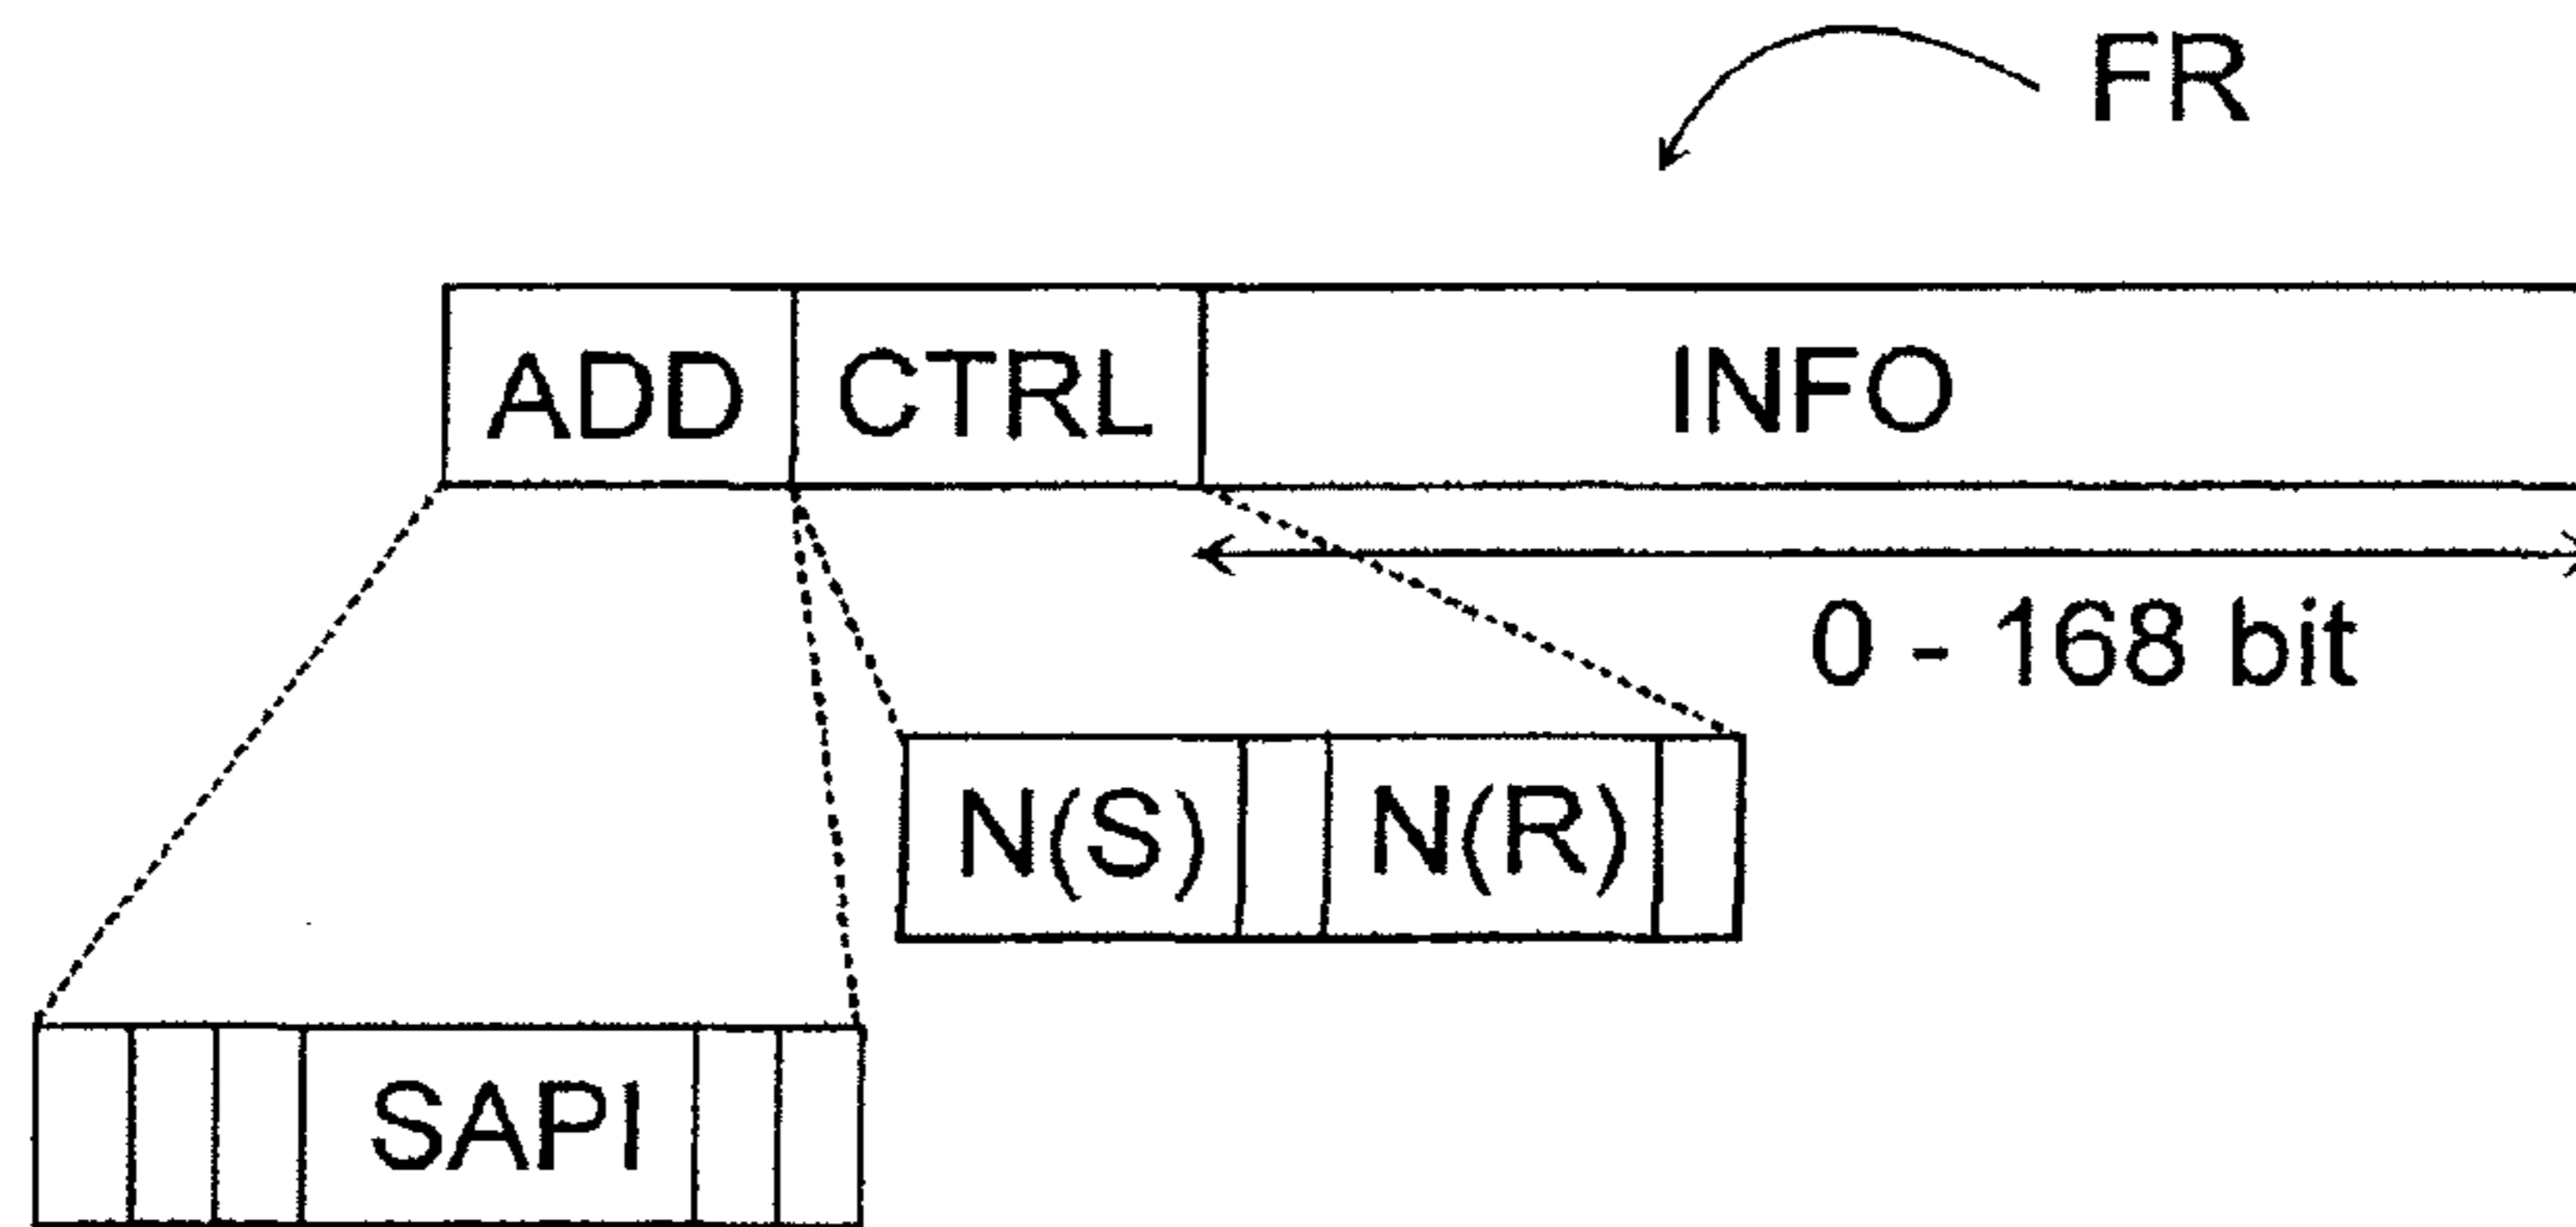 FR
ADD CTRL INFO
0 - 168 bit
N(S) N(R)
SAPI